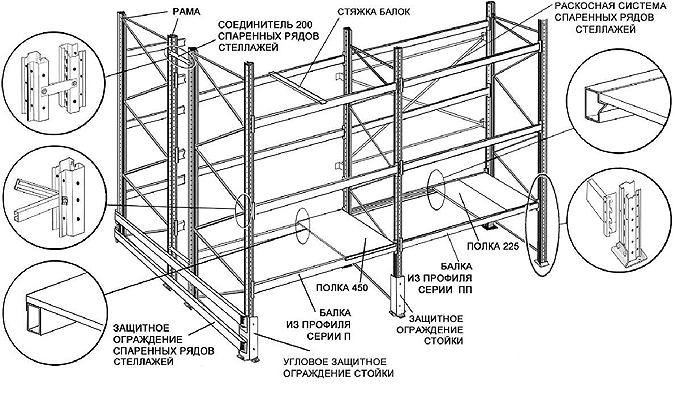 РАМА
СОЕДИНИТЕЛЬ 200
СПАРЕННЫХ РЯДОВ
СТЕЛЛАЖЕЙ
СТЯЖКА БАЛОК
РАСКОСНАЯ СИСТЕМА
СПАРЕННЫХ РЯДОВ
СТЕЛЛАЖЕЙ
ПОЛКА 225
ПОЛКА 450
БАЛКА
ИЗ ПРОФИЛЯ
СЕРИИ ПП
БАЛКА
ИЗ ПРОФИЛЯ
СЕРИИ П
ЗАЩИТНОЕ
ОГРАЖДЕНИЕ
СТОЙКИ
ЗАЩИТНОЕ
ОГРАЖДЕНИЕ
СПАРЕННЫХ РЯДОВ
СТЕЛЛАЖЕЙ
УГЛОВОЕ ЗАЩИТНОЕ
ОГРАЖДЕНИЕ СТОЙКИ